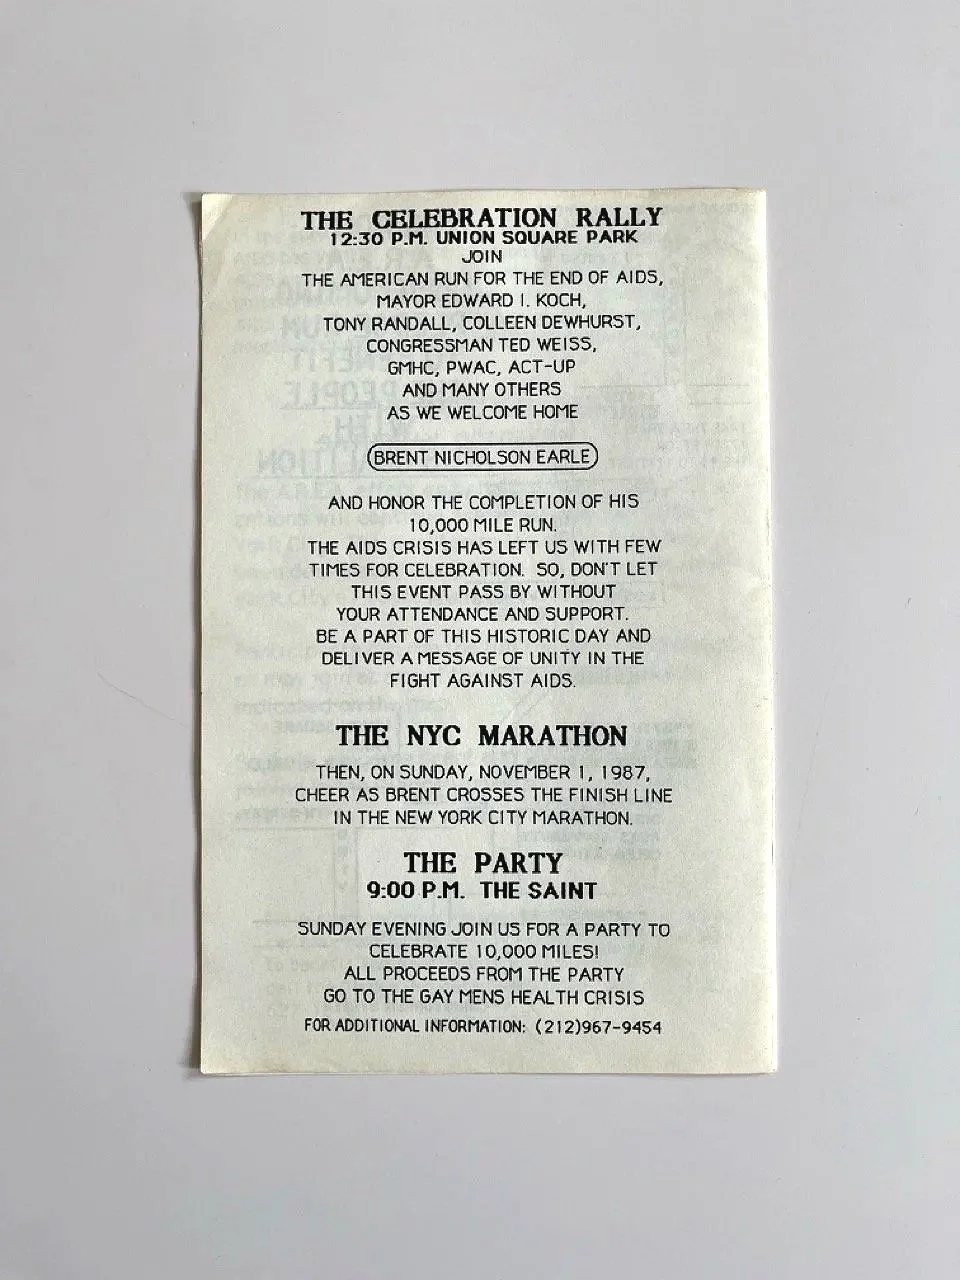 THE CELEBRATION RALLY
12:30 P.M. UNION SQUARE PARK
JOIN
THE AMERICAN RUN FOR THE END OF AIDS,
MAYOR EDWARD I. KOCH,
TONY RANDALL, COLLEEN DEWHURST,
CONGRESSMAN TED WEISS,
GMHC, PWAC, ACT-UP
AND MANY OTHERS
AS WE WELCOME HOME
BRENT NICHOLSON EARLE
AND HONOR THE COMPLETION OF HIS
10,000 MILE RUN.
THE AIDS CRISIS HAS LEFT US WITH FEW
TIMES FOR CELEBRATION. SO, DON'T LET
THIS EVENT PASS BY WITHOUT
YOUR ATTENDANCE AND SUPPORT.
BE A PART OF THIS HISTORIC DAY AND
DELIVER A MESSAGE OF UNITY IN THE
FIGHT AGAINST AIDS.
THE NYC MARATHON
THEN, ON SUNDAY, NOVEMBER 1, 1987,
CHEER AS BRENT CROSSES THE FINISH LINE
IN THE NEW YORK CITY MARATHON.
THE PARTY
9:00 P.M. THE SAINT
SUNDAY EVENING JOIN US FOR A PARTY TO
CELEBRATE 10,000 MILES!
ALL PROCEEDS FROM THE PARTY
GO TO THE GAY MENS HEALTH CRISIS
FOR ADDITIONAL INFORMATION: (212)967-9454